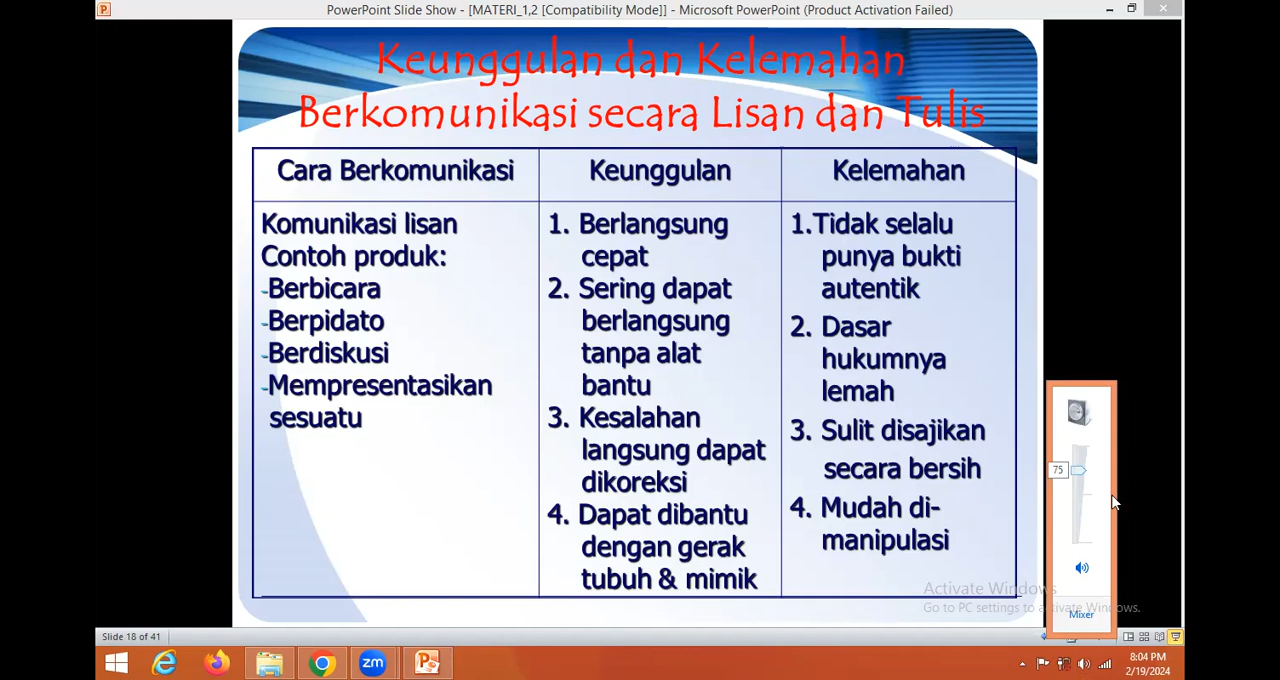 PowerPoint Slide Show - [MATERI_1,2 [Compatibility Mode]] - Microsoft PowerPoint (Product Activation Failed)
Keunggulan dan Kelemahan
Berkomunikasi secara Lisan dan Tulis
Cara Berkomunikasi
Keunggulan
Kelemahan
Komunikasi lisan
Contoh produk:
-Berbicara
-Berpidato
-Berdiskusi
-Mempresentasikan
sesuatu
1. Berlangsung
cepat
2. Sering dapat
berlangsung
tanpa alat
bantu
3. Kesalahan
langsung dapat
dikoreksi
4. Dapat dibantu
dengan gerak
tubuh & mimik
1.Tidak selalu
punya bukti
autentik
2. Dasar
hukumnya
lemah
3. Sulit disajikan
secara bersih
4. Mudah di-
manipulasi
75
Mixer
Activate Windows
Go to PC settings to activate Windows.
Slide 18 of 41
zm
8:04 PM
2/19/2024